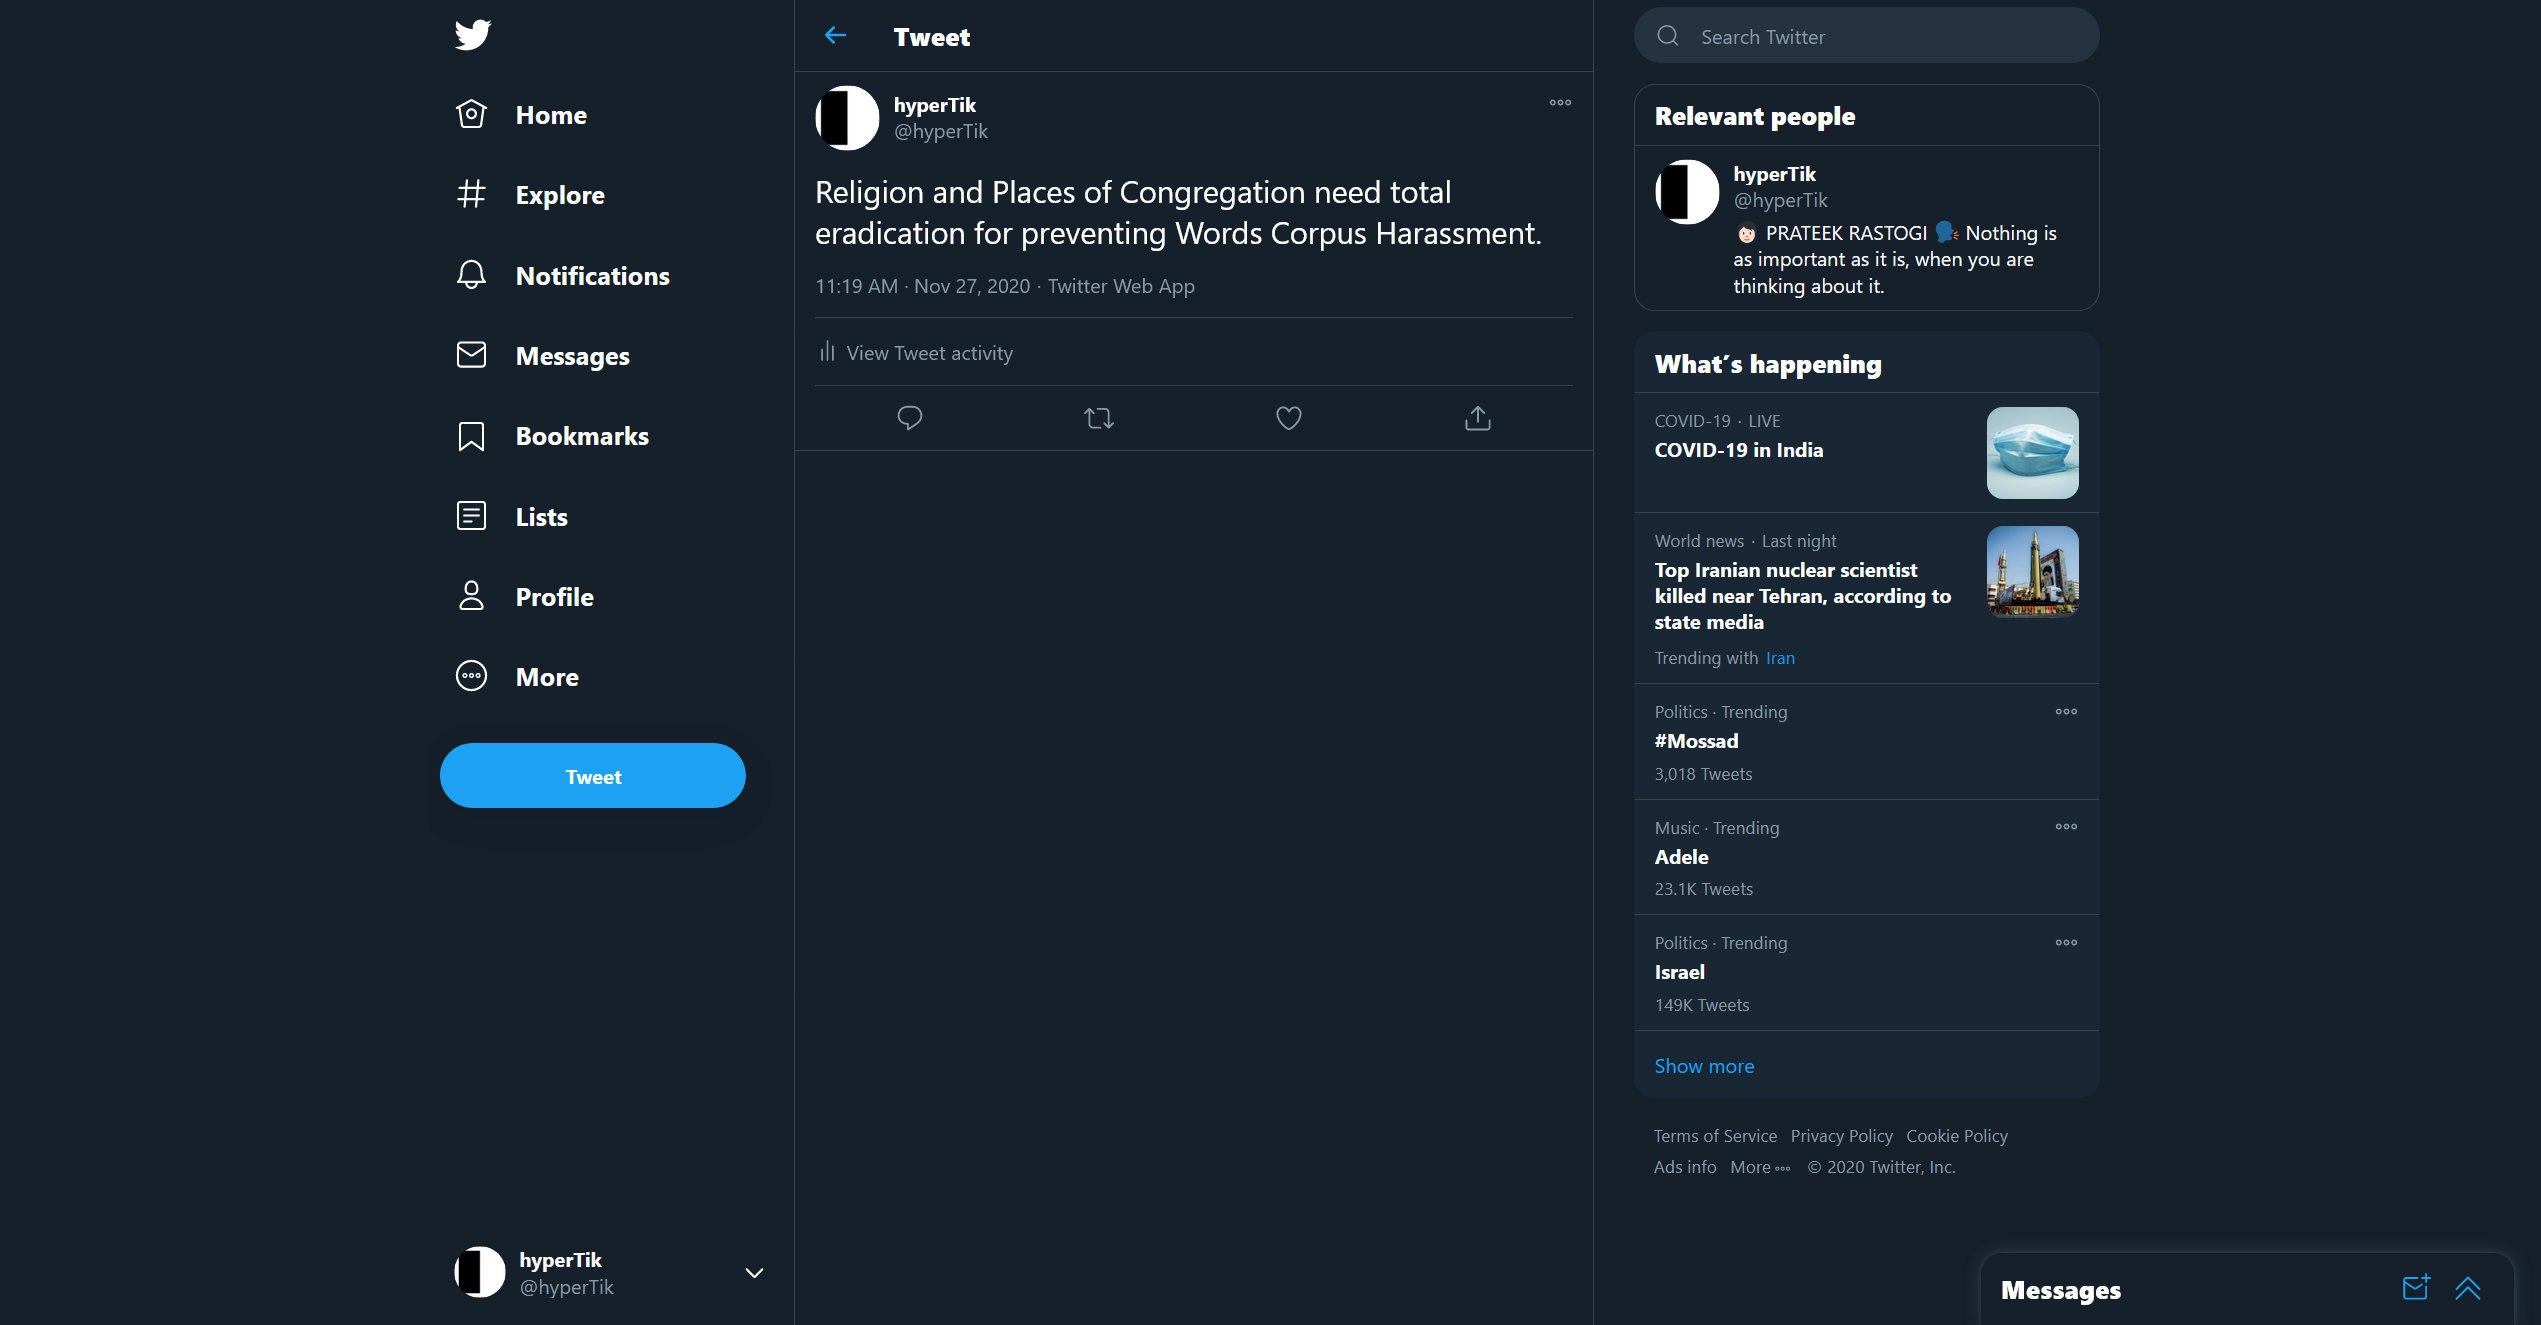 Home
Explore
Notifications
Messages
Bookmarks
Lists
Profile
More
Tweet
hyperTik
@hyperTik
Tweet
hyperTik
@hyperTik
Religion and Places of Congregation need total
eradication for preventing Words Corpus Harassment.
11:19 AM · Nov 27, 2020 · Twitter Web App
View Tweet activity
Search Twitter
Relevant people
hyperTik
@hyperTik
PRATEEK RASTOGI Nothing is
as important as it is, when you are
thinking about it.
What's happening
COVID-19 · LIVE
COVID-19 in India
World news · Last night
Top Iranian nuclear scientist
killed near Tehran, according to
state media
Trending with Iran
Politics · Trending
#Mossad
3,018 Tweets
Music · Trending
Adele
23.1K Tweets
Politics · Trending
Israel
149K Tweets
Show more
Terms of Service Privacy Policy Cookie Policy
Ads info More © 2020 Twitter, Inc.
Messages